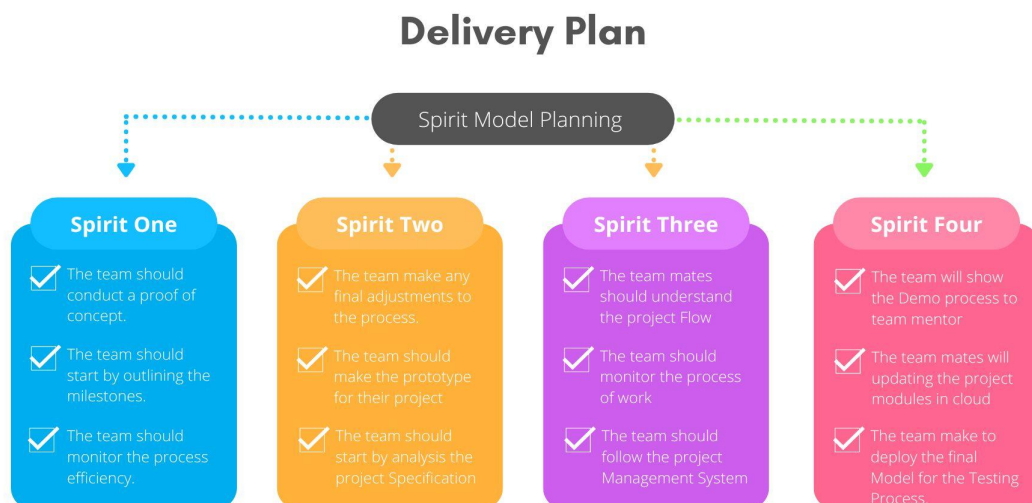 Delivery Plan
Spirit Model Planning
Spirit One
The team should
conduct a proof of
concept.
The team should
start by outlining the
milestones.
The team should
monitor the process
efficiency.
Spirit Two
The team make any
final adjustments to
the process.
The team should
make the prototype
for their project
The team should
start by analysis the
project Specification
Spirit Three
The team mates
should understand
the project Flow
The team should
monitor the process
of work
The team should
follow the project
Management System
Spirit Four
The team will show
the Demo process to
team mentor
The team mates will
updating the project
modules in cloud
The team make to
deploy the final
Model for the Testing
Process